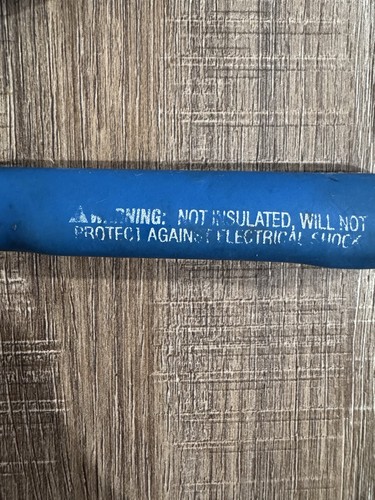 ⚠ WARNING: NOT INSULATED, WILL NOT
PROTECT AGAINST ELECTRICAL SHOCK